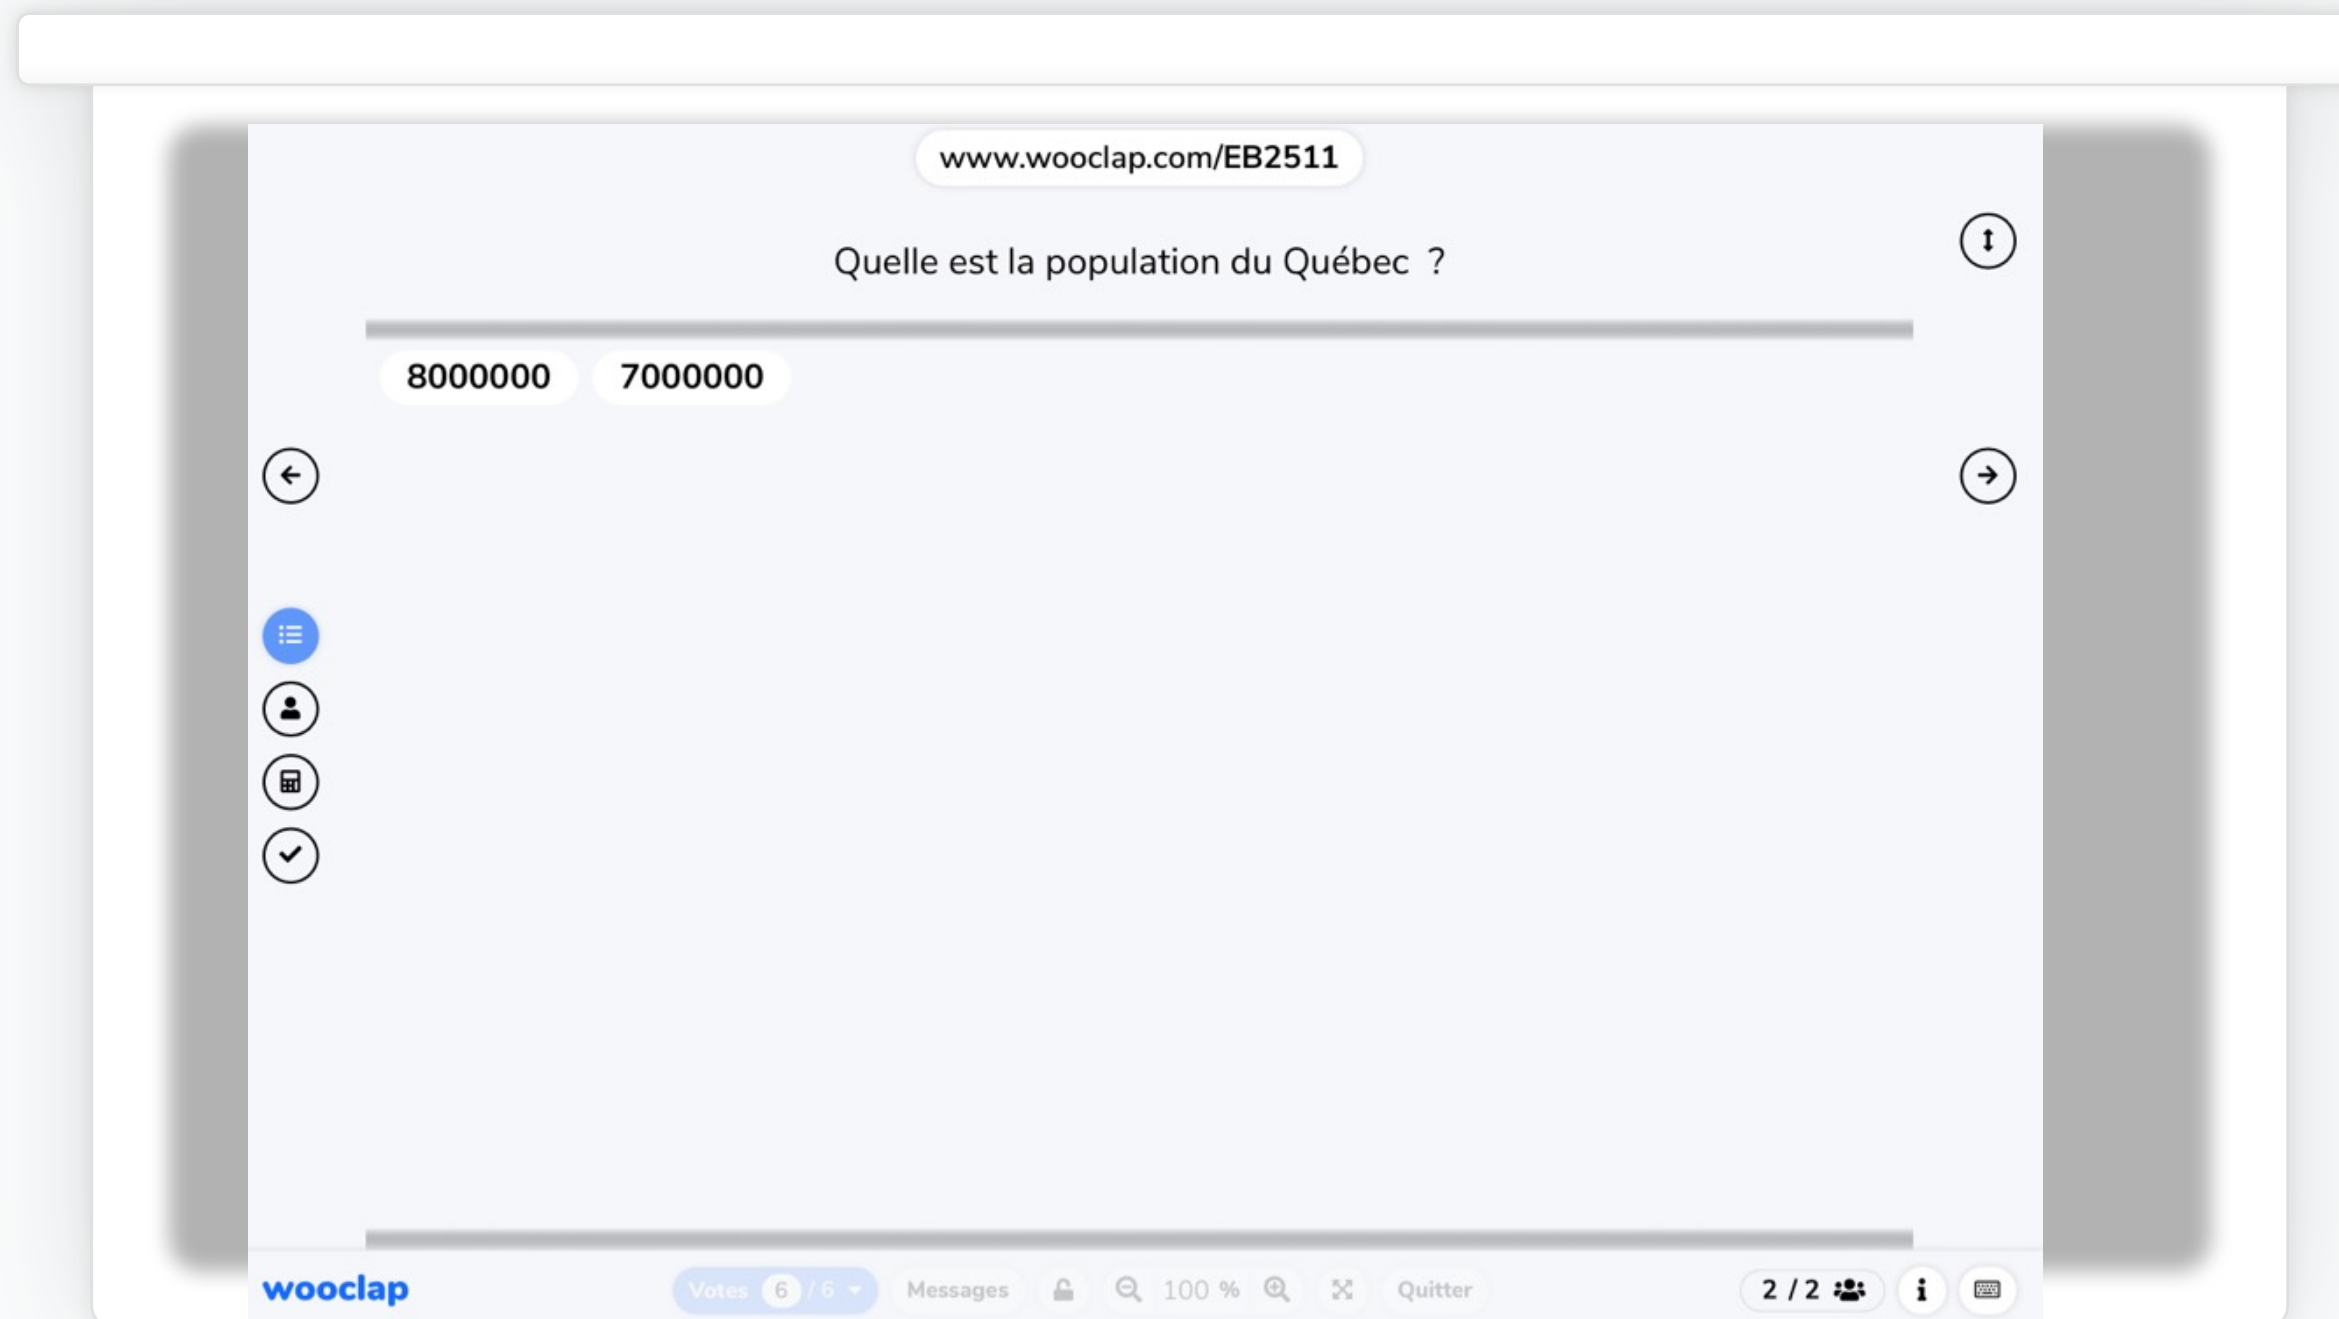 www.wooclap.com/EB2511
Quelle est la population du Québec ?
8000000 7000000
wooclap Votes 6 / 6 Messages 100 % Quitter 2 / 2